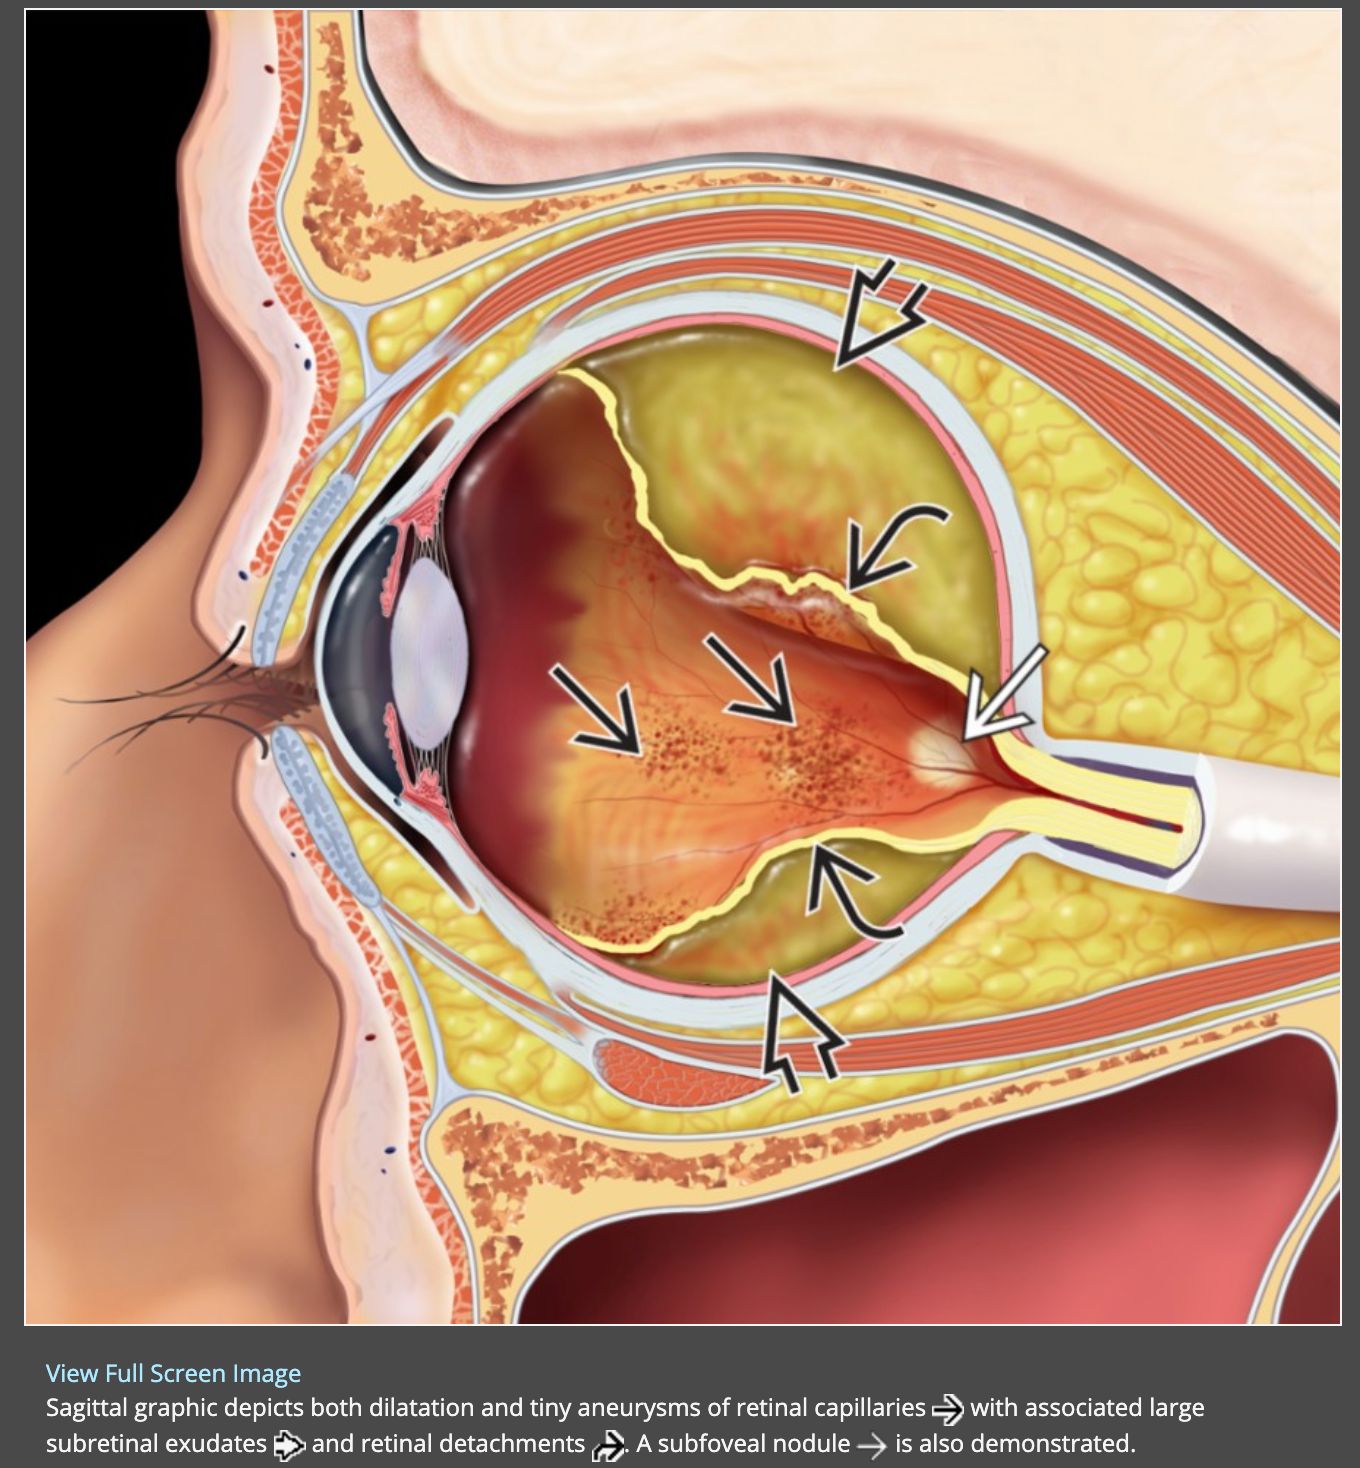 View Full Screen Image
Sagittal graphic depicts both dilatation and tiny aneurysms of retinal capillaries with associated large
subretinal exudates and retinal detachments . A subfoveal nodule is also demonstrated.